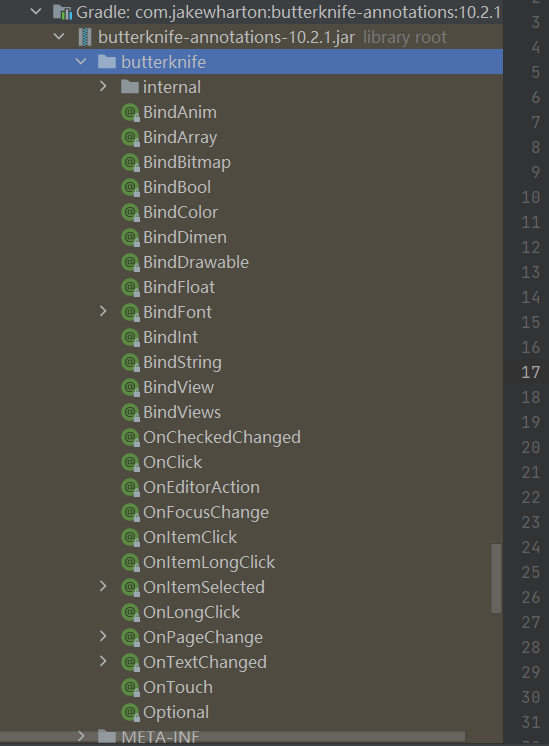 Gradle: com.jakewharton:butterknife-annotations:10.2.1
butterknife-annotations-10.2.1.jar library root
butterknife
internal
BindAnim
BindArray
BindBitmap
BindBool
BindColor
BindDimen
BindDrawable
BindFloat
BindFont
BindInt
BindString
BindView
BindViews
OnCheckedChanged
OnClick
OnEditorAction
OnFocusChange
OnItemClick
OnItemLongClick
OnItemSelected
OnLongClick
OnPageChange
OnTextChanged
OnTouch
Optional
META-INF
2
3
4
5
6
7
8
9
10
11
12
13
14
15
16
17
18
19
20
21
22
23
24
25
26
27
28
29
30
31